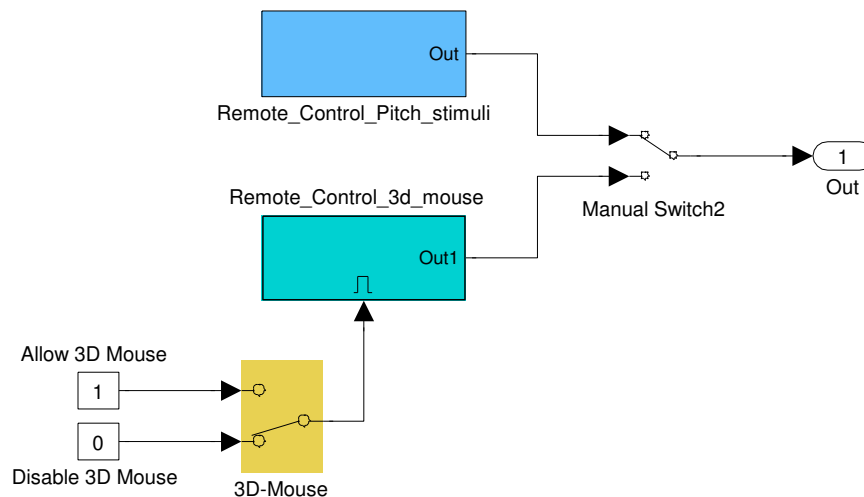 Out
Remote_Control_Pitch_stimuli
Remote_Control_3d_mouse
Manual Switch2
1
Out
Out1
Allow 3D Mouse
1
0
Disable 3D Mouse
3D-Mouse